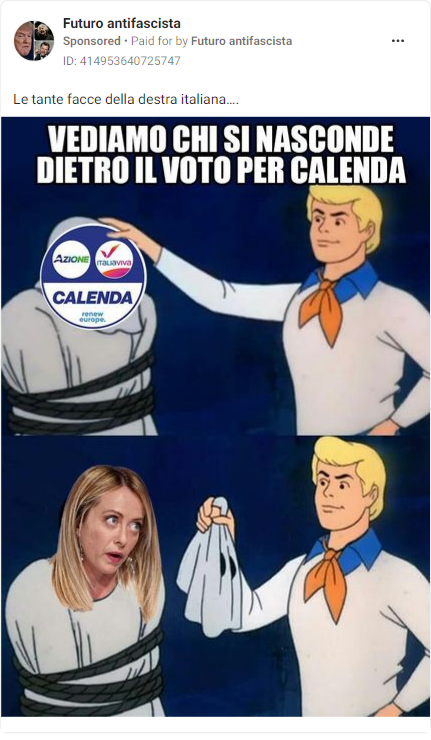 Futuro antifascista
Sponsored • Paid for by Futuro antifascista
ID: 414953640725747
Le tante facce della destra italiana....
VEDIAMO CHI SI NASCONDE
DIETRO IL VOTO PER CALENDA
AZIONE
ITALIAVIVA
CALENDA
renew
europe.